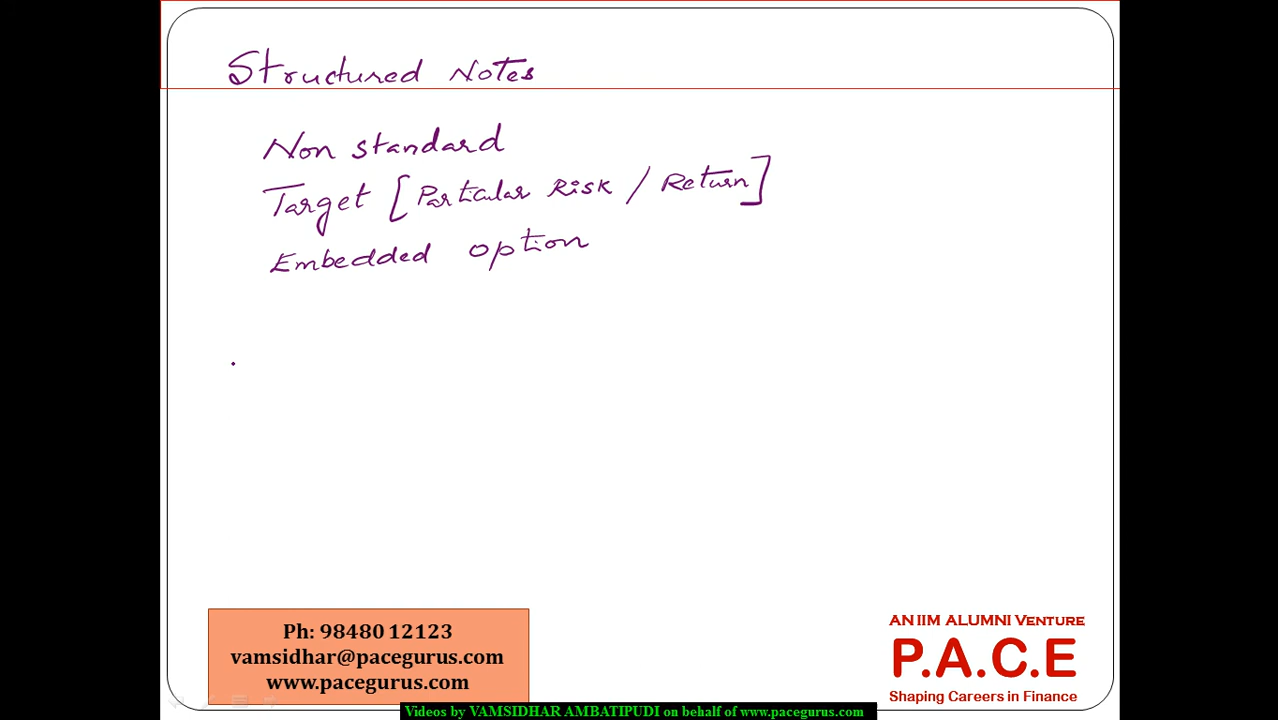 Structured Notes
Non standard
Target [Particular Risk / Return]
Embedded option
Ph: 98480 12123
vamsidhar@pacegurus.com
www.pacegurus.com
AN IIM ALUMNI VENTURE
P.A.C.E
Shaping Careers in Finance
Videos by VAMSIDHAR AMBATIPUDI on behalf of www.pacegurus.com